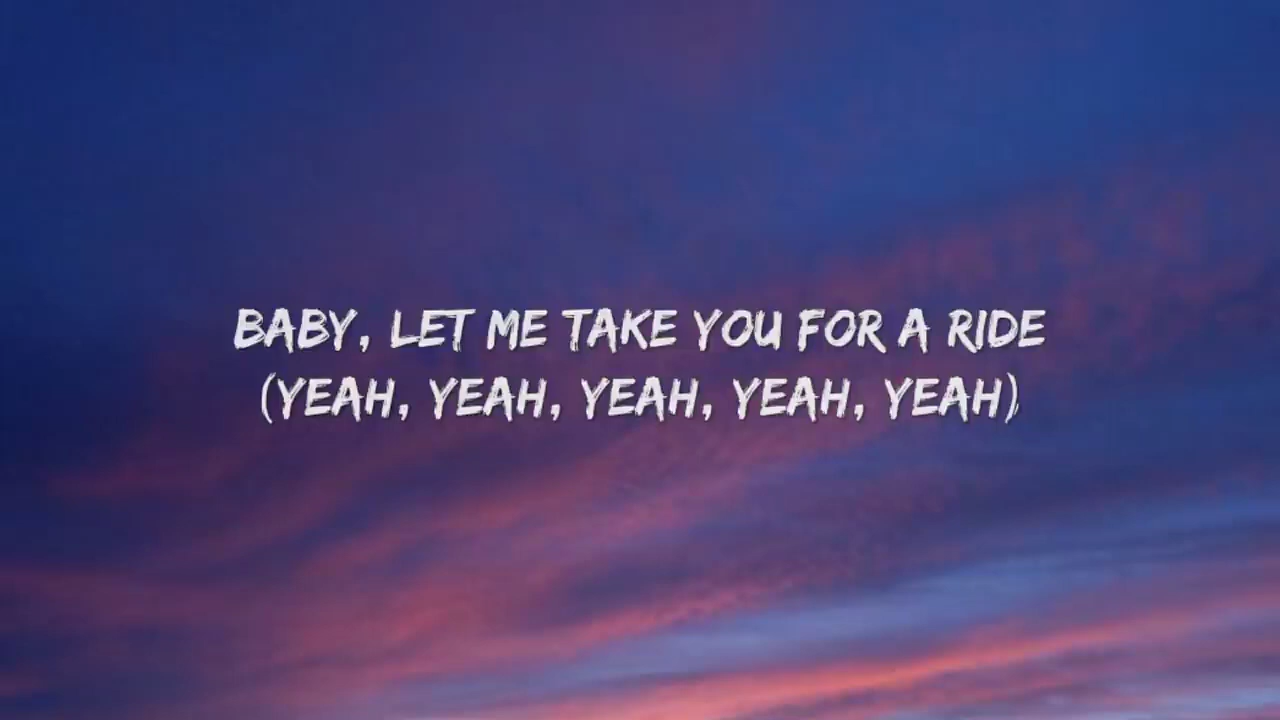 BABY, LET ME TAKE YOU FOR A RIDE
(YEAH, YEAH, YEAH, YEAH, YEAH)